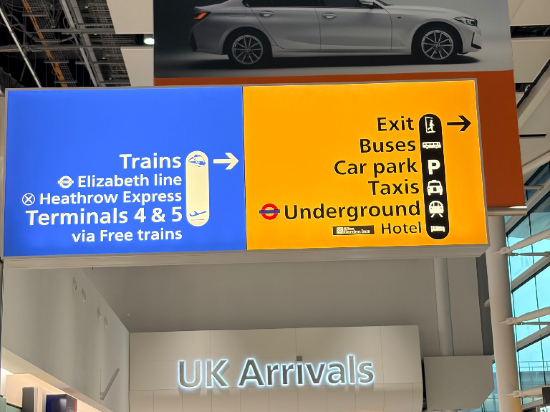 Trains
Elizabeth line
Heathrow Express
Terminals 4 & 5
via Free trains
Exit
Buses
Car park
P
Taxis
Underground
Hotel
UK Arrivals